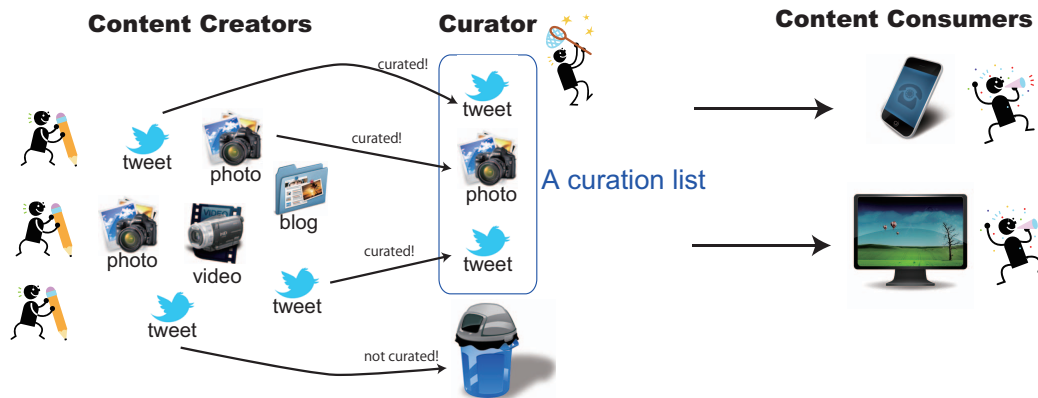 Content Creators
Curator
Content Consumers
curated!
tweet
tweet
photo
curated!
photo
A curation list
blog
photo
video
curated!
tweet
tweet
tweet
not curated!